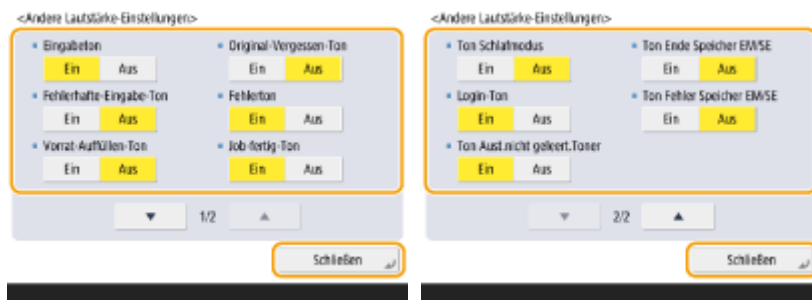 <Andere Lautstärke-Einstellungen>
Eingabeton
Original-Vergessen-Ton
Ein Aus
Ein Aus
Fehlerhafte-Eingabe-Ton
Fehlerton
Ein Aus
Ein Aus
Vorrat-Auffüllen-Ton
Job-fertig-Ton
Ein Aus
Ein Aus
1/2
Schließen
<Andere Lautstärke-Einstellungen>
Ton Schlafmodus
Ton Ende Speicher EM/SE
Ein Aus
Ein Aus
Login-Ton
Ton Fehler Speicher EM/SE
Ein Aus
Ein Aus
Ton Aust.nicht geleert.Toner
Ein Aus
2/2
Schließen